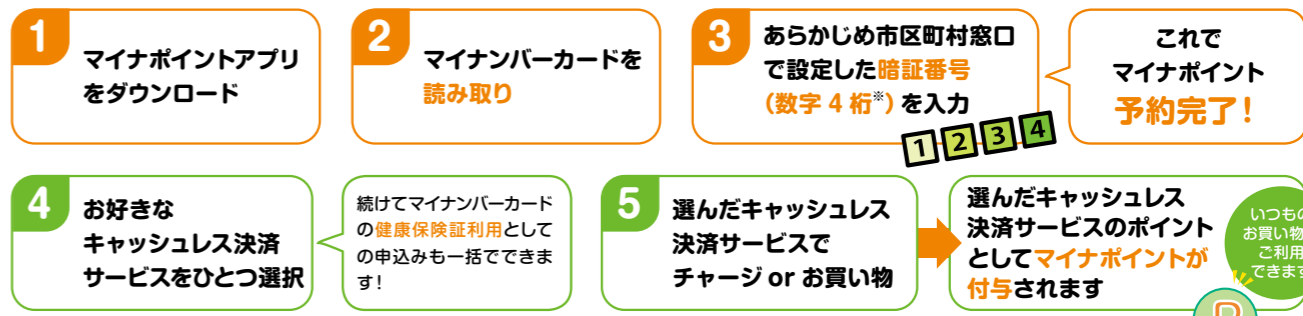 1
マイナポイントアプリ
をダウンロード
2
マイナンバーカードを
読み取り
3
あらかじめ市区町村窓口
で設定した暗証番号
（数字 4 桁※）を入力
1 2 3 4
これで
マイナポイント
予約完了！
4
お好きな
キャッシュレス決済
サービスをひとつ選択
続けてマイナンバーカード
の健康保険証利用として
の申込みも一括でできま
す！
5
選んだキャッシュレス
決済サービスで
チャージ or お買い物
選んだキャッシュレス
決済サービスのポイント
としてマイナポイントが
付与されます
いつもの
お買い物
ご利用
できます